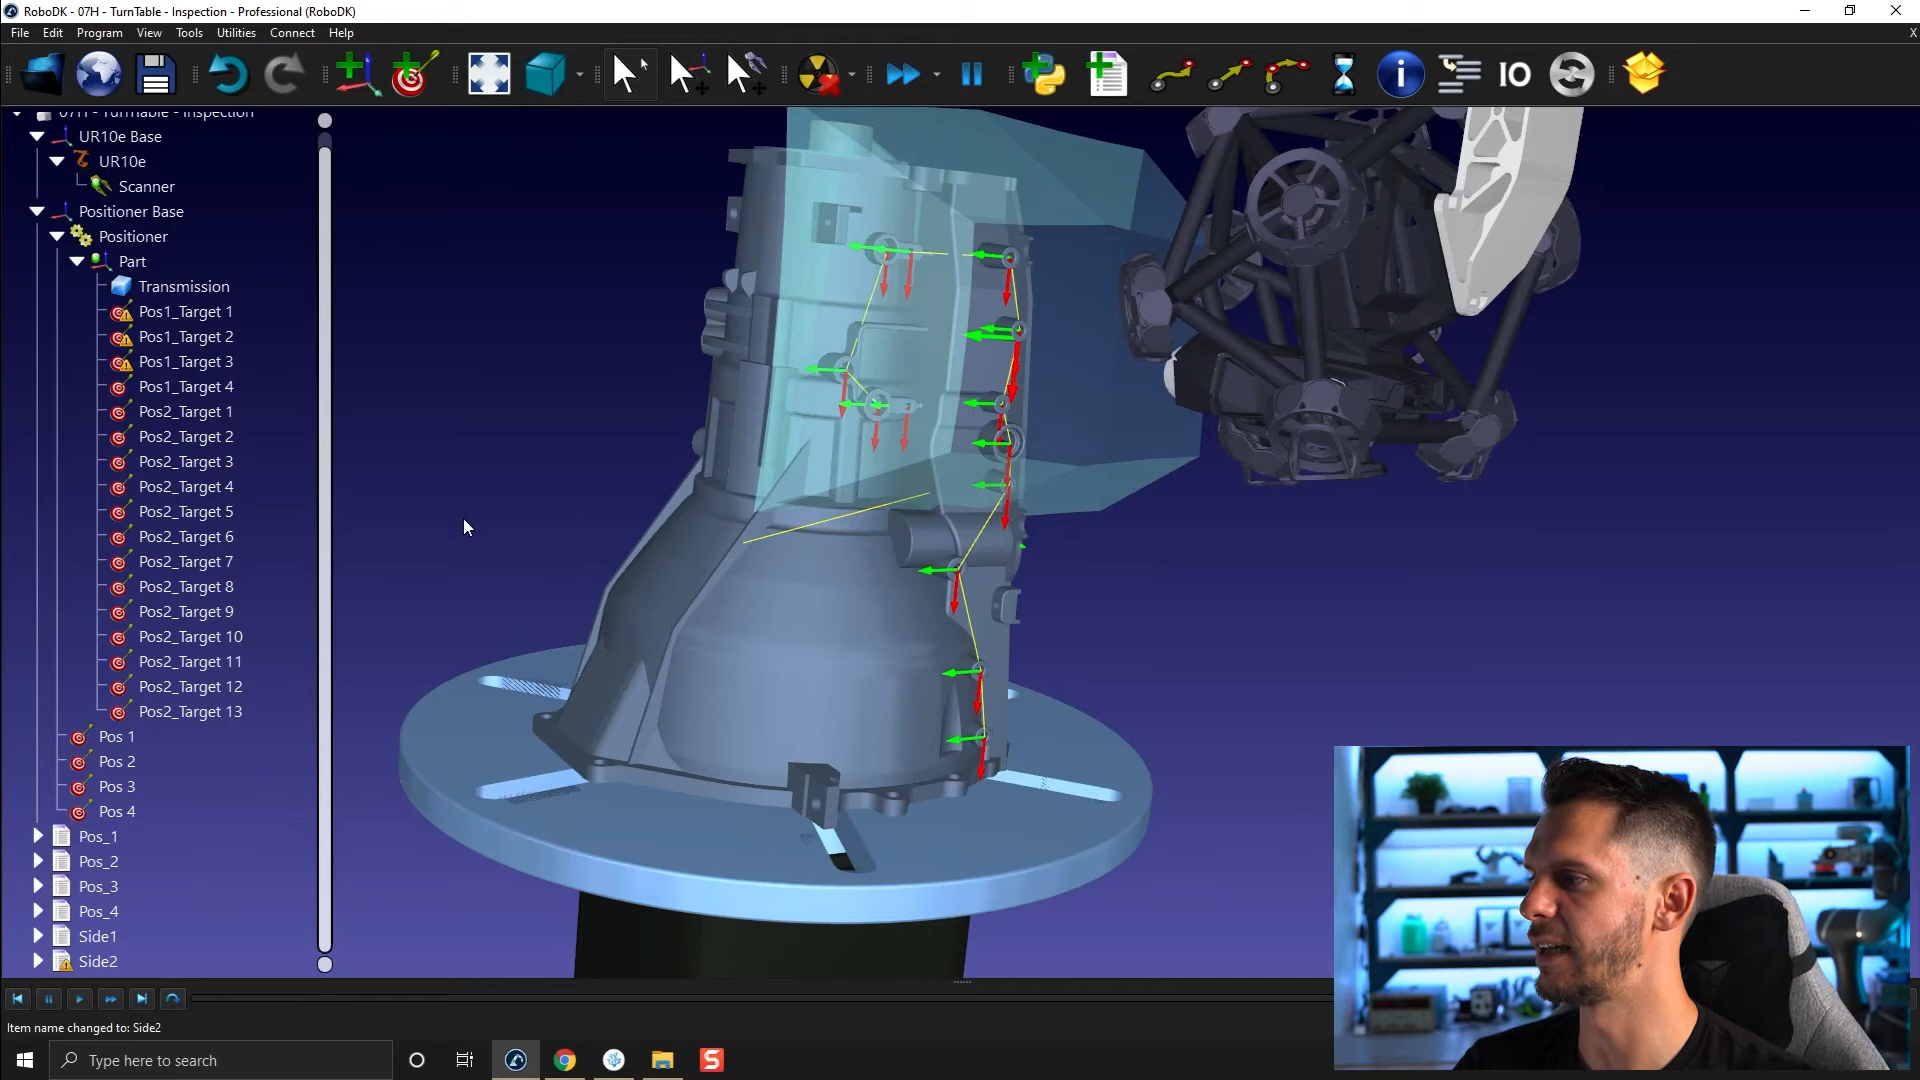 RoboDK - 07H - TurnTable - Inspection - Professional (RoboDK)
File Edit Program View Tools Utilities Connect Help X
IO
07H - TurnTable - Inspection
UR10e Base
UR10e
Scanner
Positioner Base
Positioner
Part
Transmission
Pos1_Target 1
Pos1_Target 2
Pos1_Target 3
Pos1_Target 4
Pos2_Target 1
Pos2_Target 2
Pos2_Target 3
Pos2_Target 4
Pos2_Target 5
Pos2_Target 6
Pos2_Target 7
Pos2_Target 8
Pos2_Target 9
Pos2_Target 10
Pos2_Target 11
Pos2_Target 12
Pos2_Target 13
Pos 1
Pos 2
Pos 3
Pos 4
Pos_1
Pos_2
Pos_3
Pos_4
Side1
Side2
Item name changed to: Side2
Type here to search
S